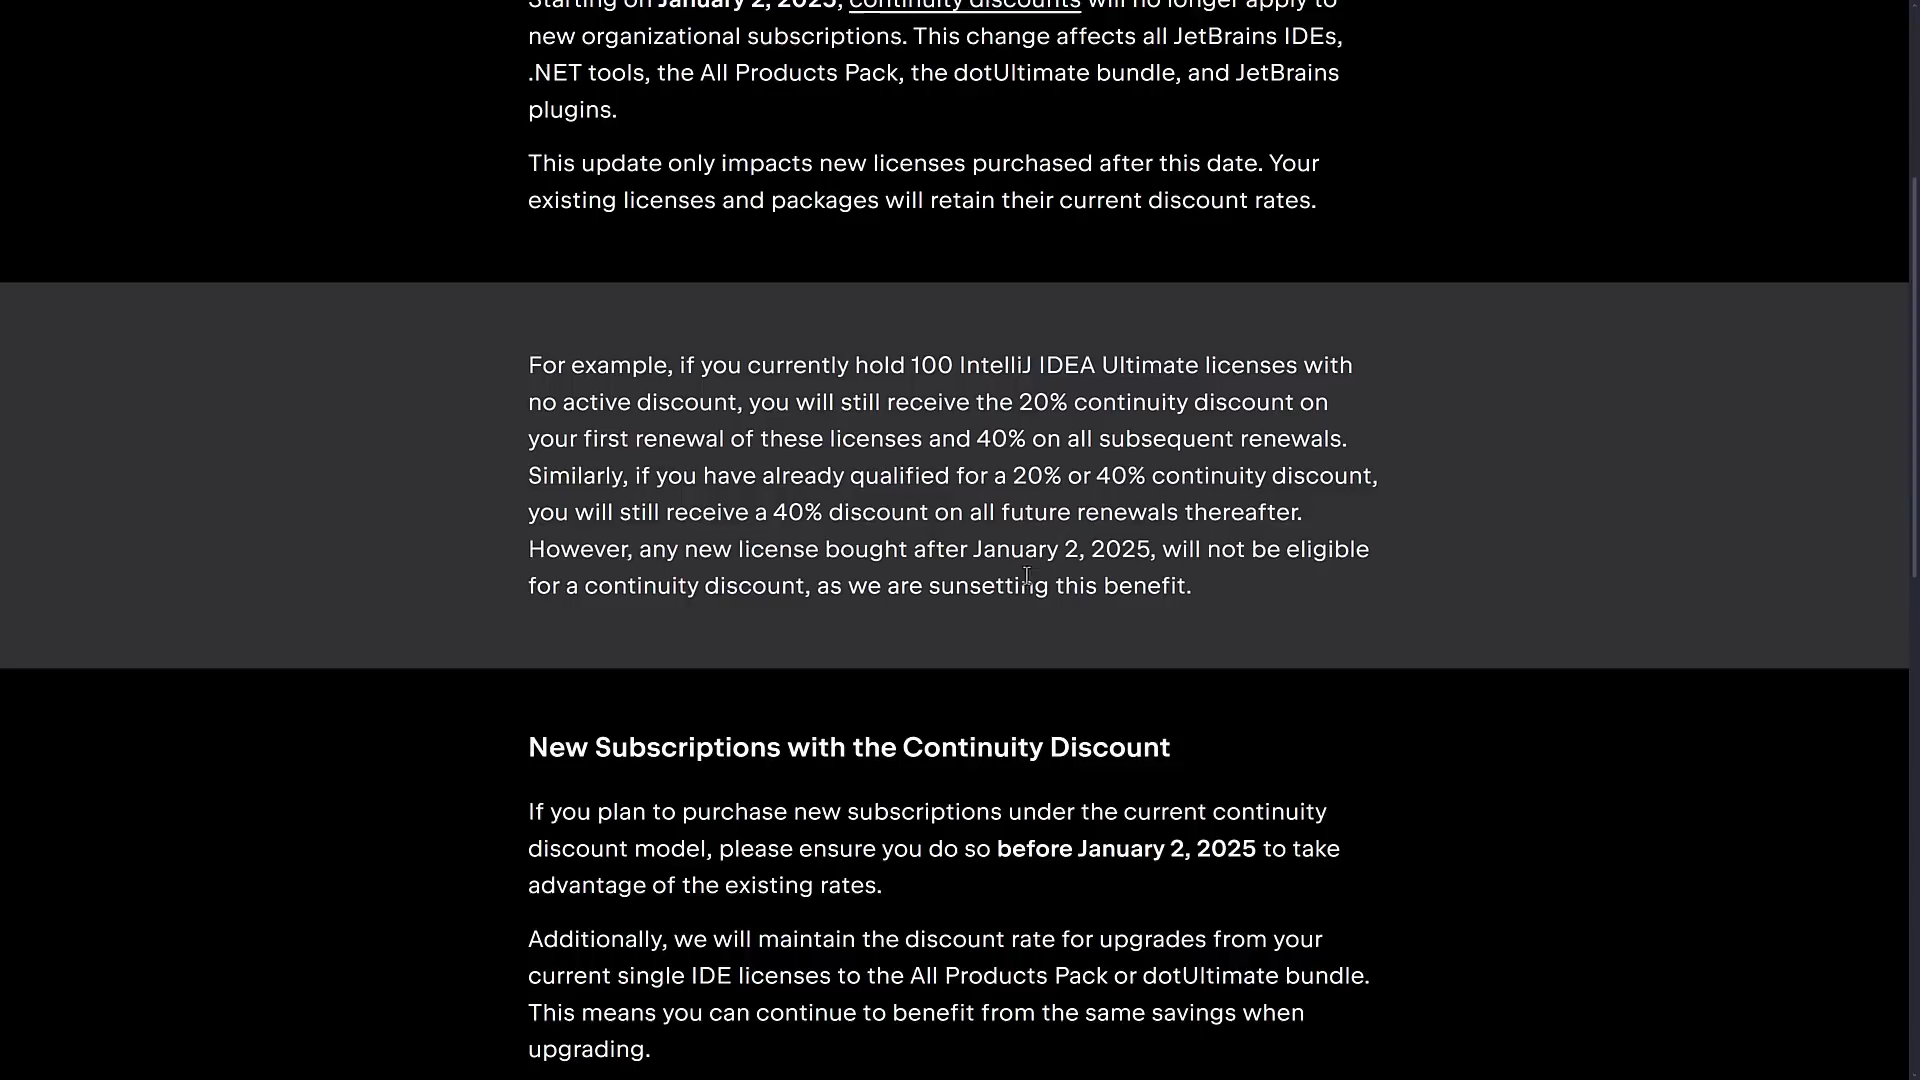 Starting on January 2, 2025, continuity discounts will no longer apply to
new organizational subscriptions. This change affects all JetBrains IDEs,
.NET tools, the All Products Pack, the dotUltimate bundle, and JetBrains
plugins.
This update only impacts new licenses purchased after this date. Your
existing licenses and packages will retain their current discount rates.
For example, if you currently hold 100 IntelliJ IDEA Ultimate licenses with
no active discount, you will still receive the 20% continuity discount on
your first renewal of these licenses and 40% on all subsequent renewals.
Similarly, if you have already qualified for a 20% or 40% continuity discount,
you will still receive a 40% discount on all future renewals thereafter.
However, any new license bought after January 2, 2025, will not be eligible
for a continuity discount, as we are sunsetting this benefit.
New Subscriptions with the Continuity Discount
If you plan to purchase new subscriptions under the current continuity
discount model, please ensure you do so before January 2, 2025 to take
advantage of the existing rates.
Additionally, we will maintain the discount rate for upgrades from your
current single IDE licenses to the All Products Pack or dotUltimate bundle.
This means you can continue to benefit from the same savings when
upgrading.